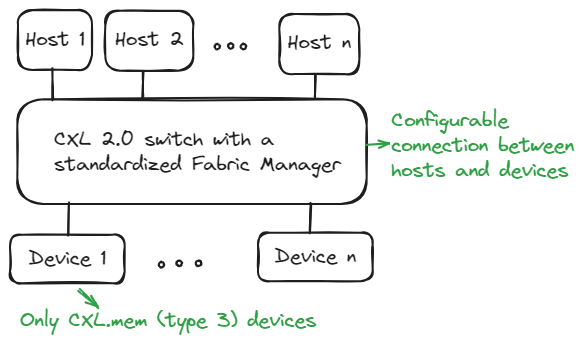 Host 1
Host 2
Host n
CXL 2.0 switch with a
standardized Fabric Manager
Configurable
connection between
hosts and devices
Device 1
Device n
Only CXL.mem (type 3) devices